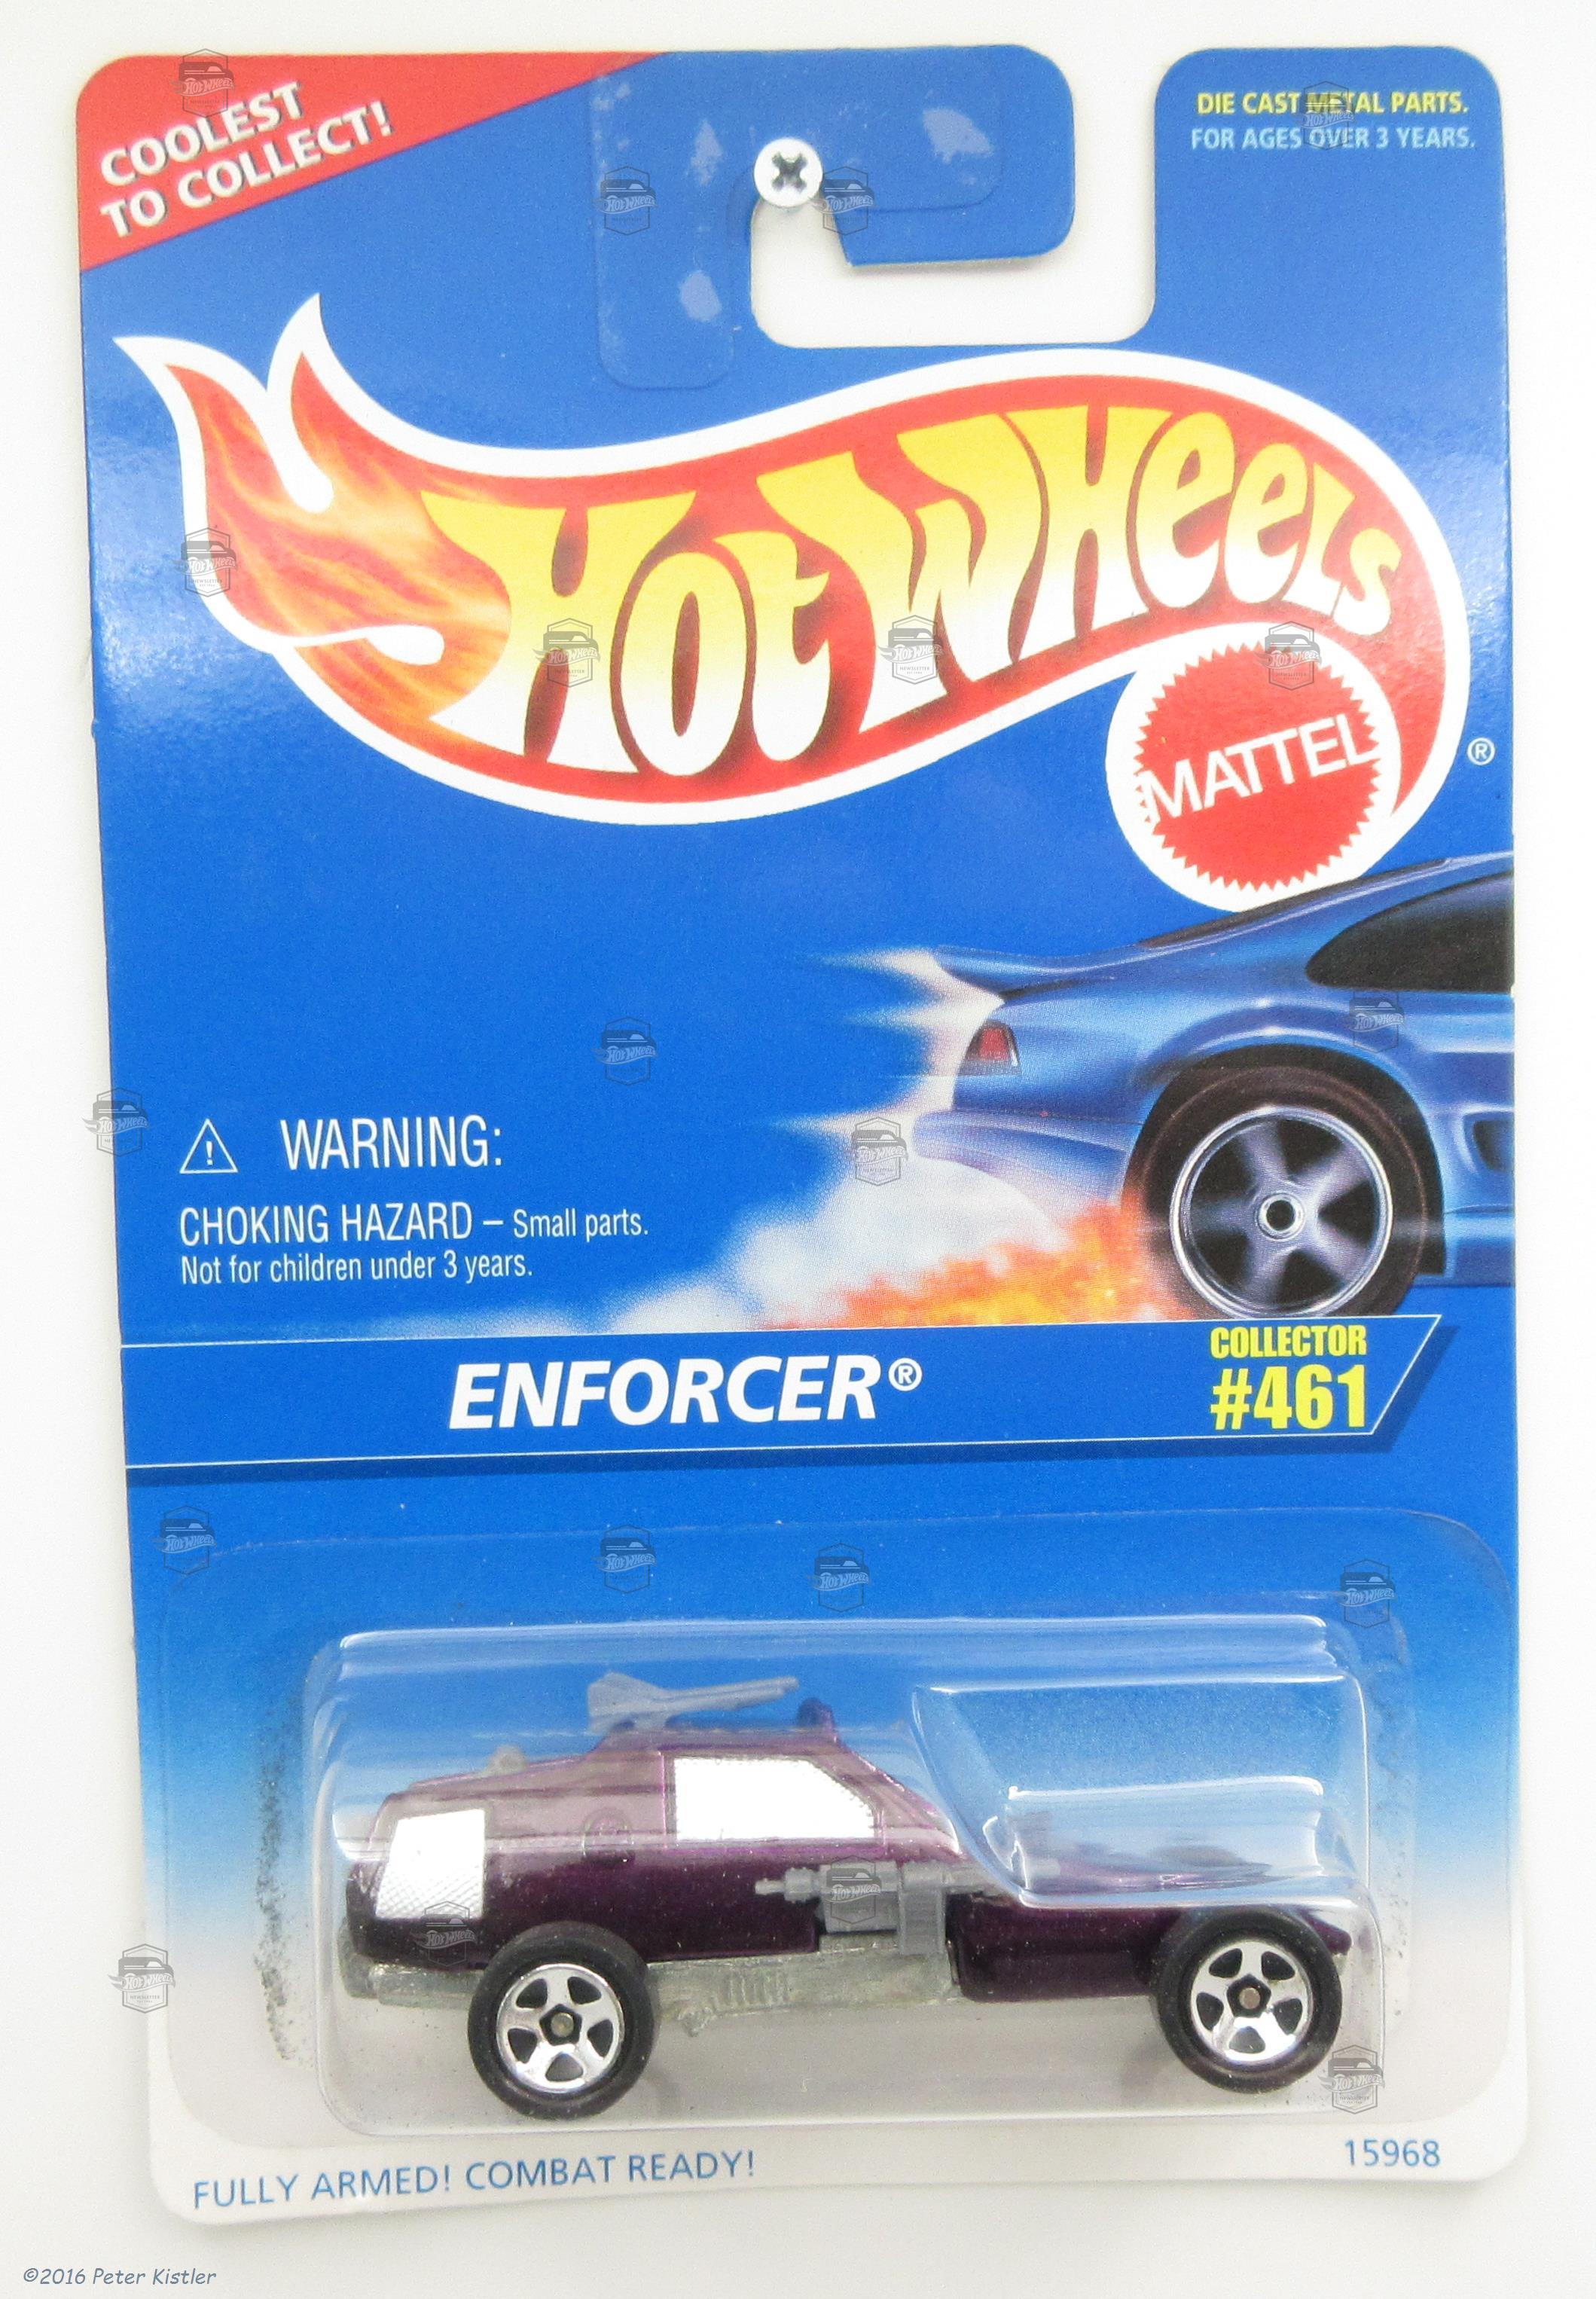 COOLEST
TO COLLECT!
DIE CAST METAL PARTS.
FOR AGES OVER 3 YEARS.
HOT WHEELS
MATTEL
®
⚠ WARNING:
CHOKING HAZARD – Small parts.
Not for children under 3 years.
ENFORCER®
COLLECTOR
#461
FULLY ARMED! COMBAT READY!
15968
©2016 Peter Kistler